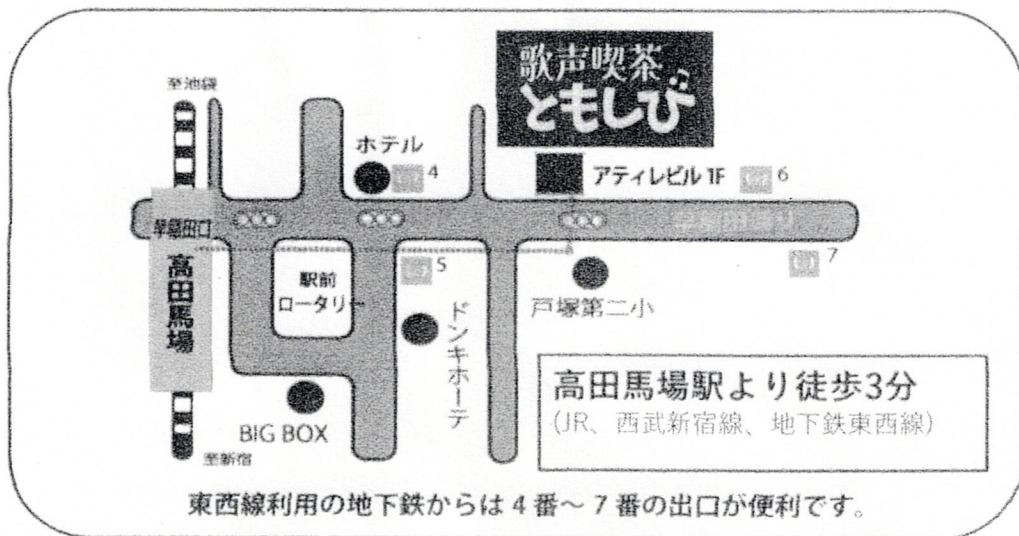 歌声喫茶
ともしび
至池袋
ホテル
4
アティレビル 1F
6
早稲田口
早稲田通り
高田馬場
駅前
ロータリー
5
7
戸塚第二小
ドンキホーテ
BIG BOX
至新宿
高田馬場駅より徒歩3分
(JR、西武新宿線、地下鉄東西線)
東西線利用の地下鉄からは 4 番～ 7 番の出口が便利です。